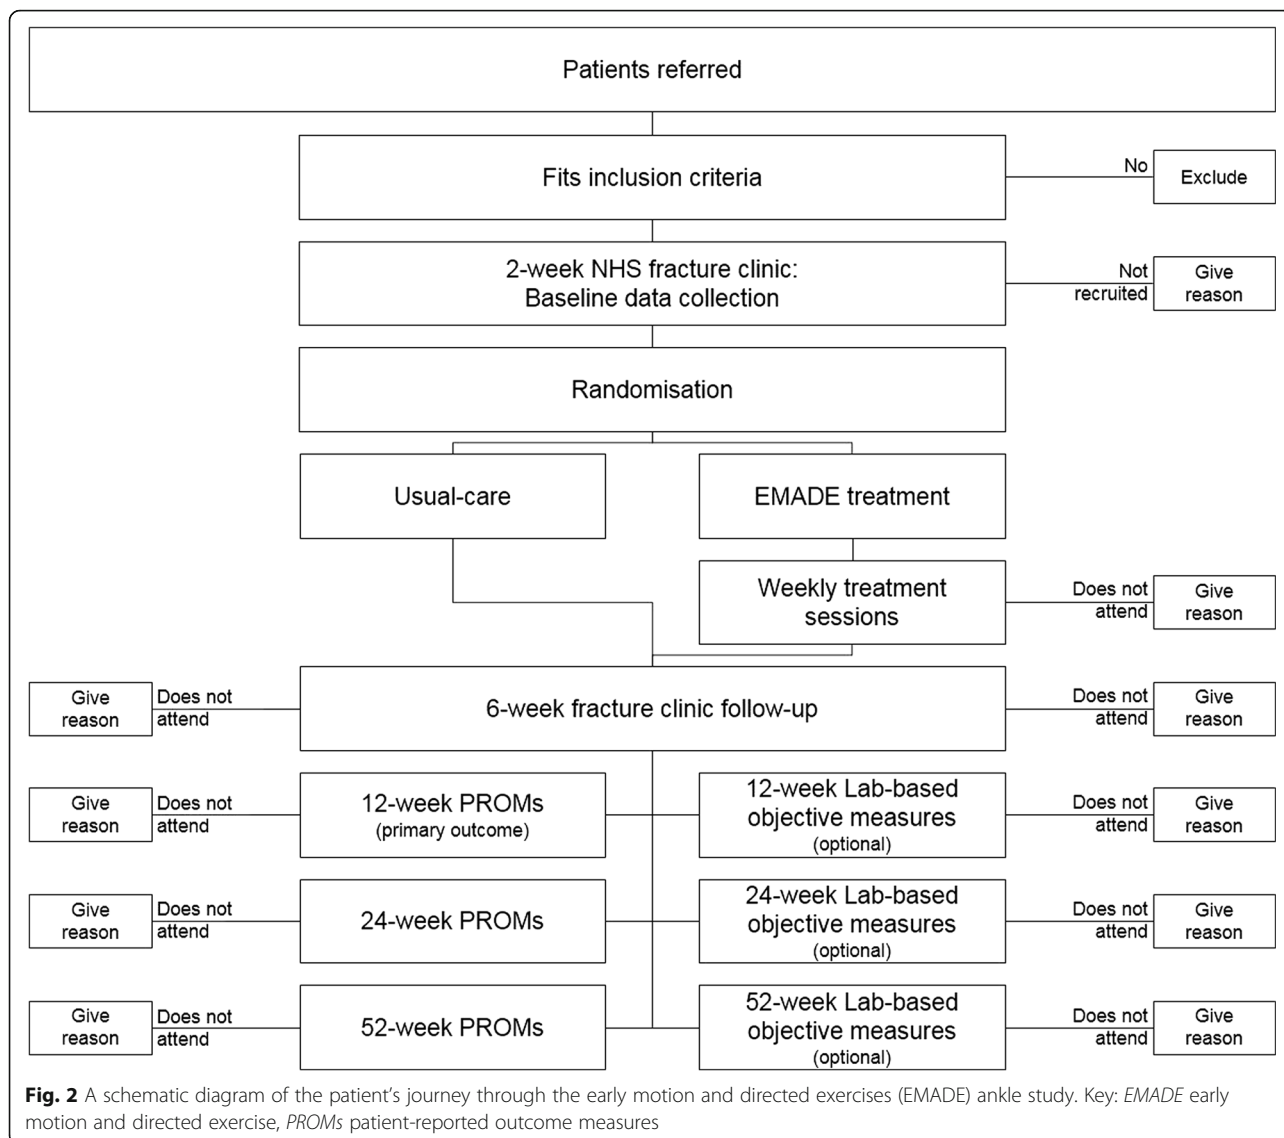 Patients referred
Fits inclusion criteria
No
Exclude
2-week NHS fracture clinic:
Baseline data collection
Not
recruited
Give
reason
Randomisation
Usual-care
EMADE treatment
Weekly treatment
sessions
Does not
attend
Give
reason
Give
reason
Does not
attend
6-week fracture clinic follow-up
Does not
attend
Give
reason
Give
reason
Does not
attend
12-week PROMs
(primary outcome)
12-week Lab-based
objective measures
(optional)
Does not
attend
Give
reason
Give
reason
Does not
attend
24-week PROMs
24-week Lab-based
objective measures
(optional)
Does not
attend
Give
reason
Give
reason
Does not
attend
52-week PROMs
52-week Lab-based
objective measures
(optional)
Does not
attend
Give
reason
Fig. 2 A schematic diagram of the patient's journey through the early motion and directed exercises (EMADE) ankle study. Key: EMADE early
motion and directed exercise, PROMs patient-reported outcome measures